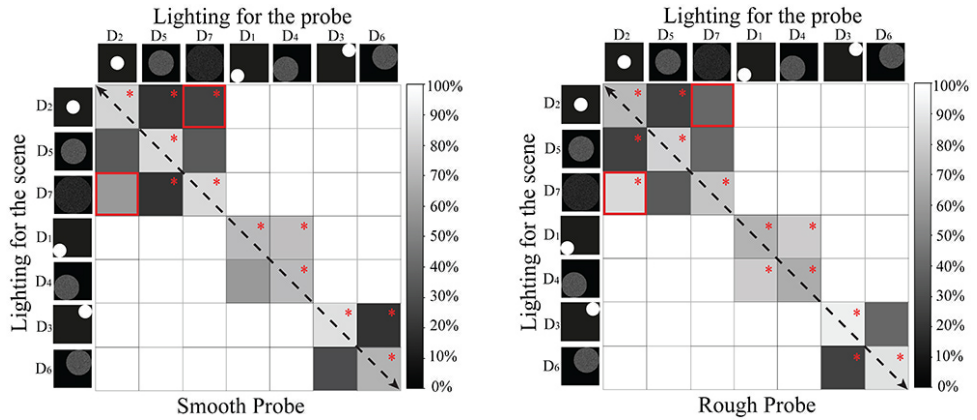 Lighting for the probe
D2 D5 D7 D1 D4 D3 D6
Lighting for the scene
D2 * * *
D5 *
D7 * *
D1 * *
D4 *
D3 * *
D6 *
100%
90%
80%
70%
60%
50%
40%
30%
20%
10%
0%
Smooth Probe
Lighting for the probe
D2 D5 D7 D1 D4 D3 D6
Lighting for the scene
D2 * *
D5 * *
D7 * *
D1 * *
D4 * *
D3 *
D6 * *
100%
90%
80%
70%
60%
50%
40%
30%
20%
10%
0%
Rough Probe